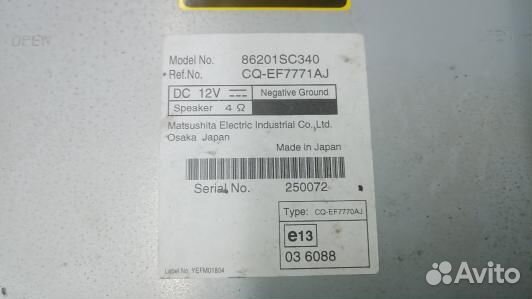 OPEN
OPEN
Model No. 86201SC340
Ref.No. CQ-EF7771AJ
DC 12V Negative Ground
Speaker 4 Ω
Matsushita Electric Industrial Co.,Ltd.
Osaka Japan
Made in Japan
Serial No. 250072
Type: CQ-EF7770AJ
e13
03 6088
Label No. YEFM01804
Avito